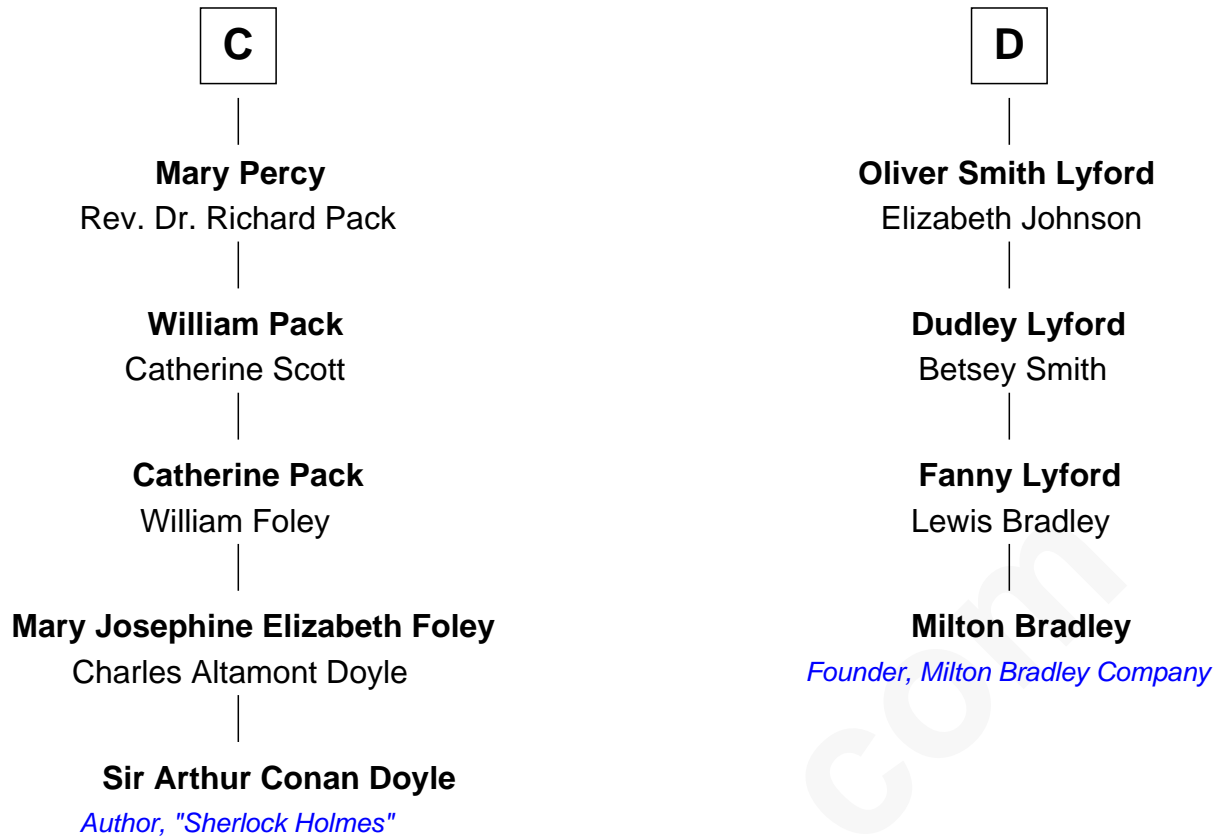 C
Mary Percy
Rev. Dr. Richard Pack
William Pack
Catherine Scott
Catherine Pack
William Foley
Mary Josephine Elizabeth Foley
Charles Altamont Doyle
Sir Arthur Conan Doyle
Author, "Sherlock Holmes"
D
Oliver Smith Lyford
Elizabeth Johnson
Dudley Lyford
Betsey Smith
Fanny Lyford
Lewis Bradley
Milton Bradley
Founder, Milton Bradley Company
com